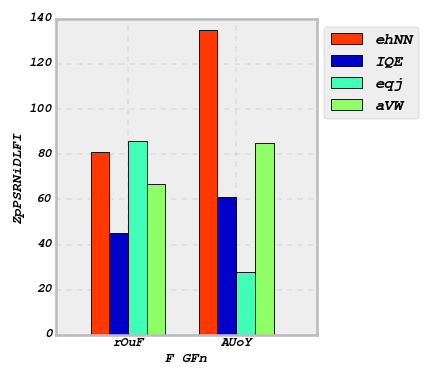 140
120
100
80
60
40
20
0
ZpPSRNiDLFI
rOuF AUoY
F GFn
ehNN
IQE
eqj
aVW